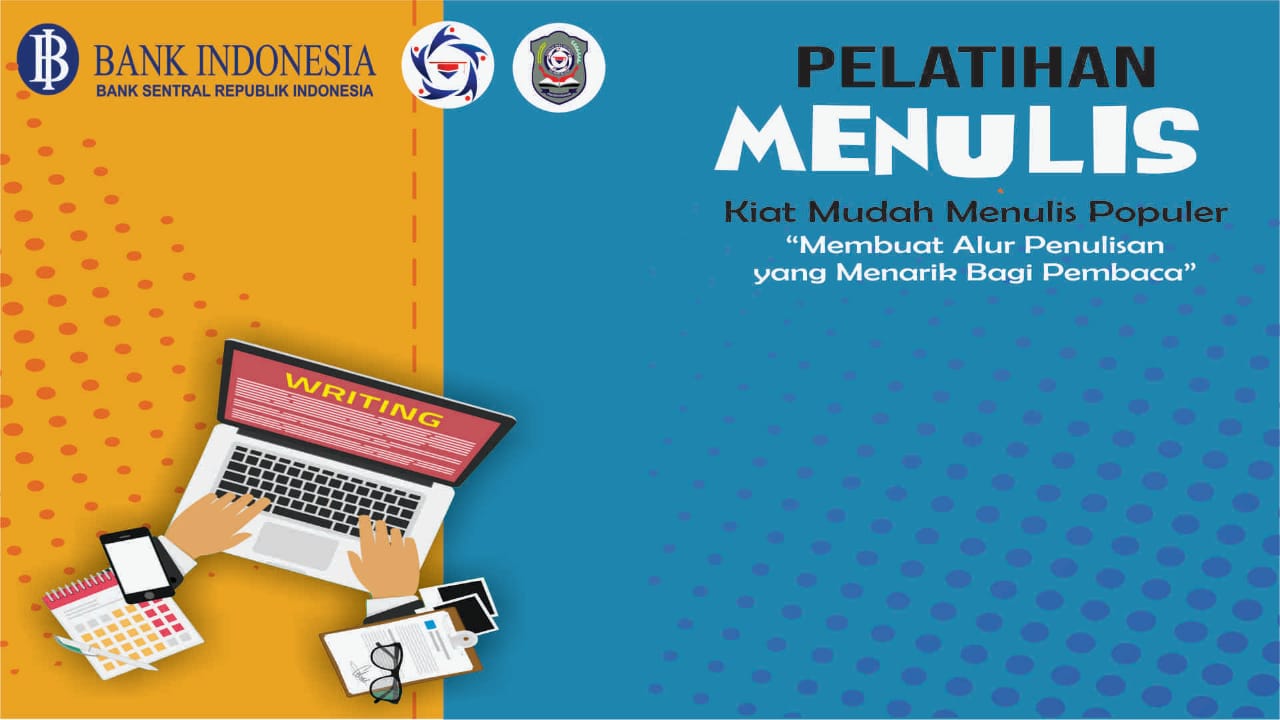 BANK INDONESIA
BANK SENTRAL REPUBLIK INDONESIA
PELATIHAN
MENULIS
Kiat Mudah Menulis Populer
“Membuat Alur Penulisan
yang Menarik Bagi Pembaca”
WRITING